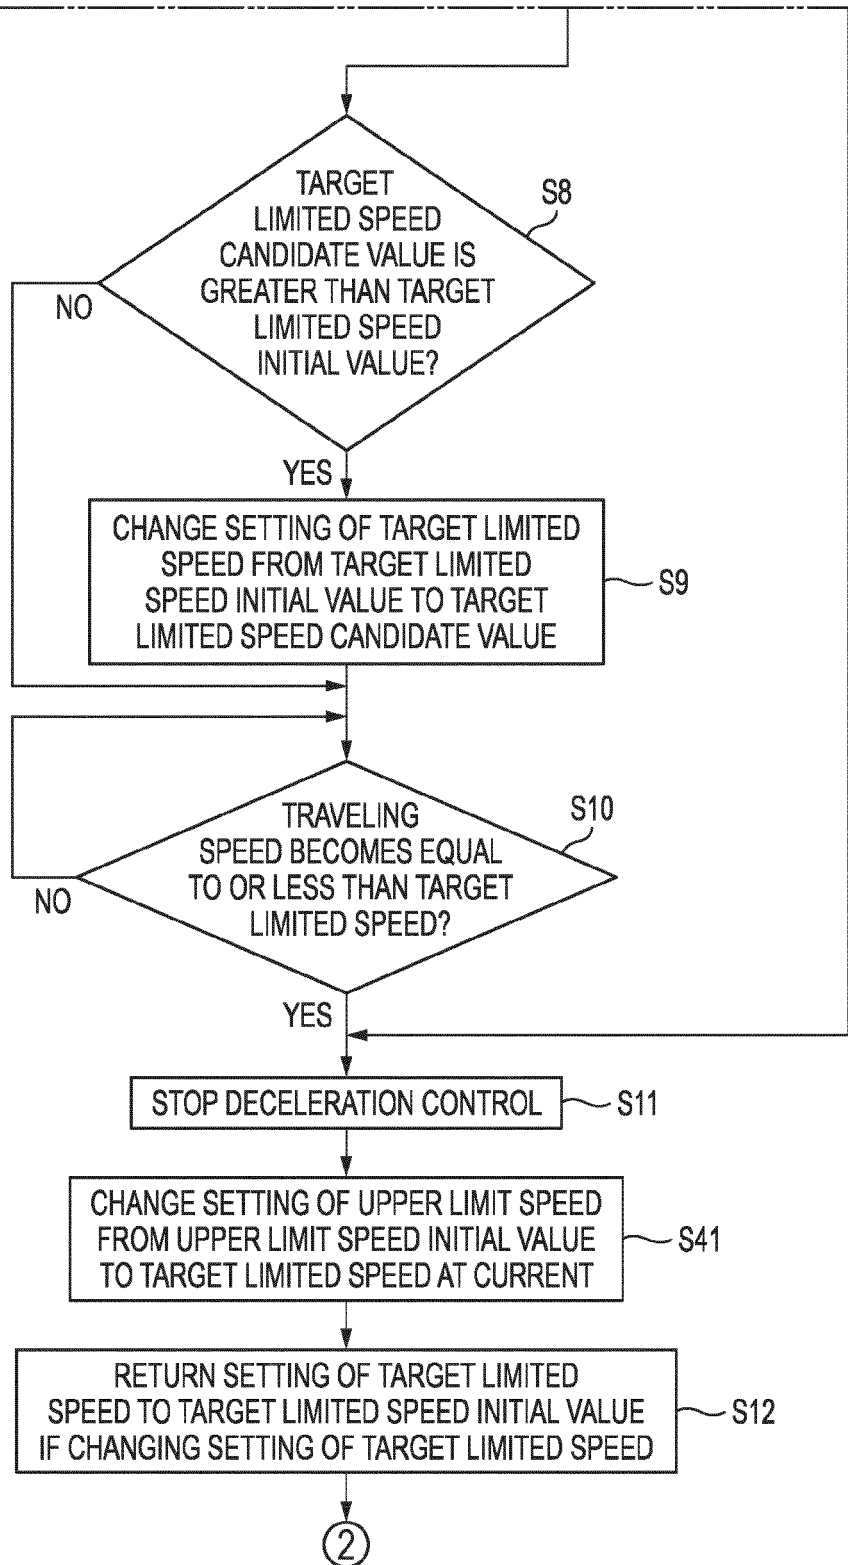 TARGET
LIMITED SPEED
CANDIDATE VALUE IS
GREATER THAN TARGET
LIMITED SPEED
INITIAL VALUE?
S8
NO
YES
CHANGE SETTING OF TARGET LIMITED
SPEED FROM TARGET LIMITED
SPEED INITIAL VALUE TO TARGET
LIMITED SPEED CANDIDATE VALUE
S9
TRAVELING
SPEED BECOMES EQUAL
TO OR LESS THAN TARGET
LIMITED SPEED?
S10
NO
YES
STOP DECELERATION CONTROL
S11
CHANGE SETTING OF UPPER LIMIT SPEED
FROM UPPER LIMIT SPEED INITIAL VALUE
TO TARGET LIMITED SPEED AT CURRENT
S41
RETURN SETTING OF TARGET LIMITED
SPEED TO TARGET LIMITED SPEED INITIAL VALUE
IF CHANGING SETTING OF TARGET LIMITED SPEED
S12
2